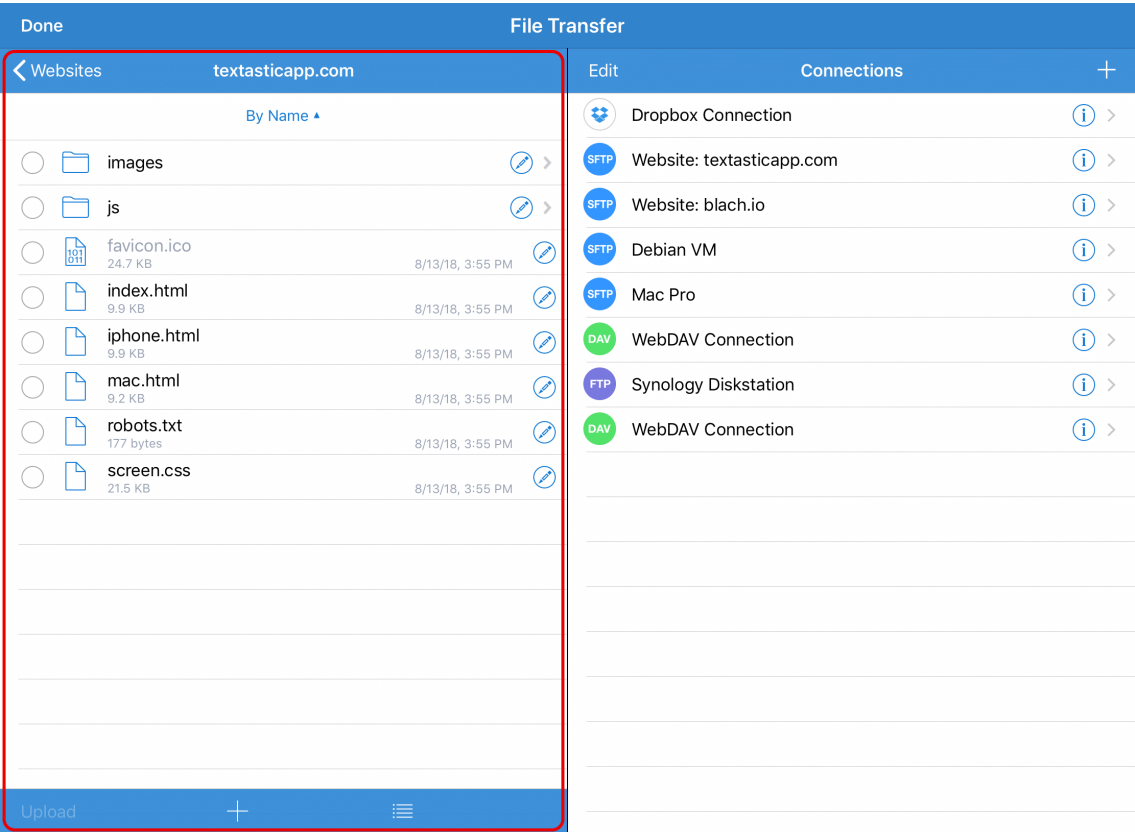 Done
File Transfer
Websites
textasticapp.com
By Name ▲
images
js
101
011
favicon.ico
24.7 KB
8/13/18, 3:55 PM
index.html
9.9 KB
8/13/18, 3:55 PM
iphone.html
9.9 KB
8/13/18, 3:55 PM
mac.html
9.2 KB
8/13/18, 3:55 PM
robots.txt
177 bytes
8/13/18, 3:55 PM
screen.css
21.5 KB
8/13/18, 3:55 PM
Upload
Edit
Connections
Dropbox Connection
SFTP Website: textasticapp.com
SFTP Website: blach.io
SFTP Debian VM
SFTP Mac Pro
DAV WebDAV Connection
FTP Synology Diskstation
DAV WebDAV Connection